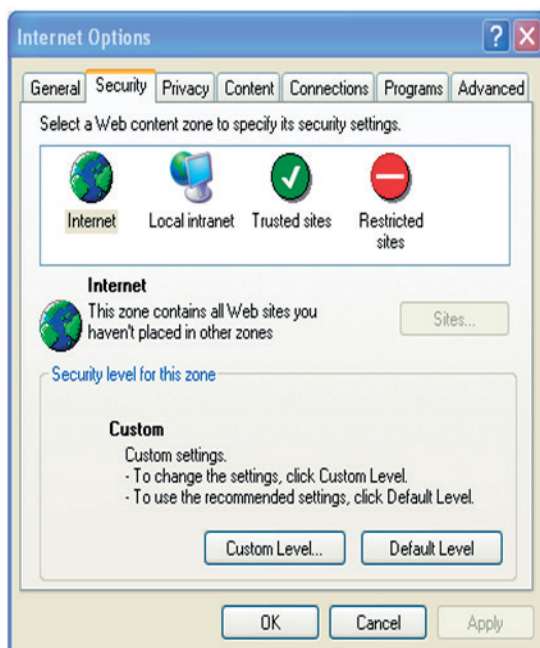 Internet Options
General Security Privacy Content Connections Programs Advanced
Select a Web content zone to specify its security settings.
Internet Local intranet Trusted sites Restricted
sites
Internet
This zone contains all Web sites you
haven't placed in other zones
Sites...
Security level for this zone
Custom
Custom settings.
- To change the settings, click Custom Level.
- To use the recommended settings, click Default Level.
Custom Level... Default Level
OK Cancel Apply